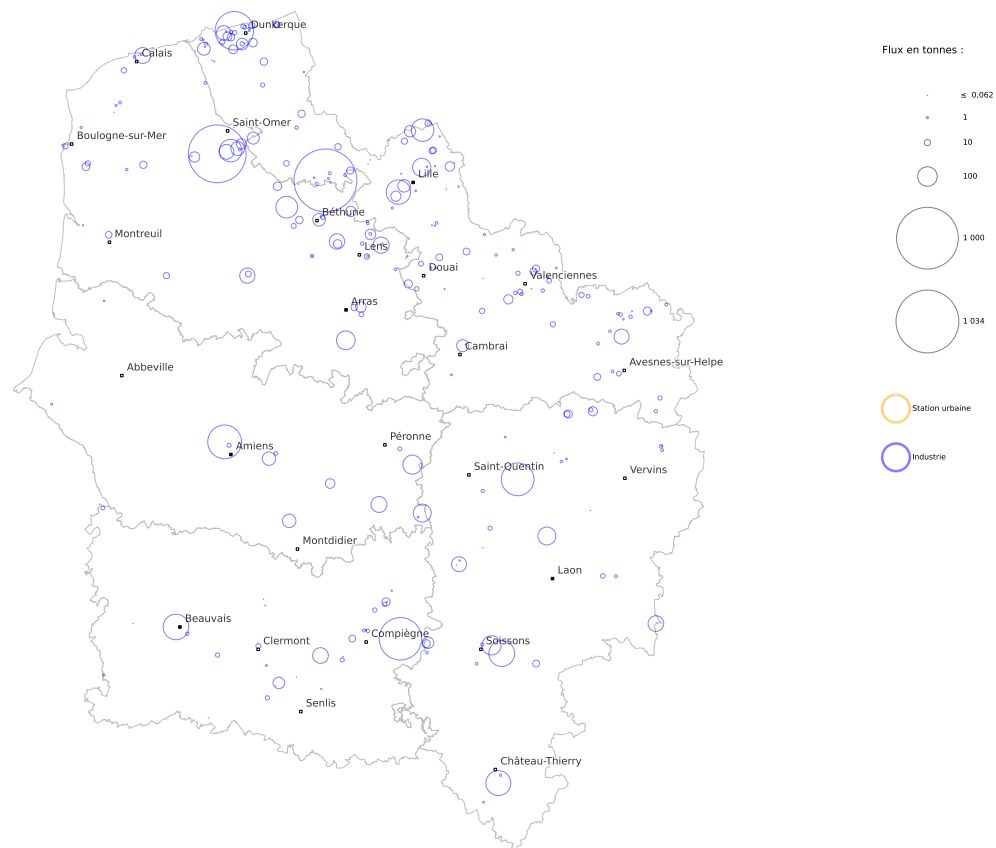 Dunkerque
Flux en tonnes :
Calais
≤ 0,062
1
Saint-Omer
Boulogne-sur-Mer
10
Lille
100
Béthune
Montreuil
1 000
Lens
Douai
Valenciennes
Arras
1 034
Cambrai
Avesnes-sur-Helpe
Abbeville
Station urbaine
Péronne
Amiens
Industrie
Saint-Quentin
Vervins
Montdidier
Laon
Beauvais
Compiègne
Clermont
Soissons
Senlis
Château-Thierry